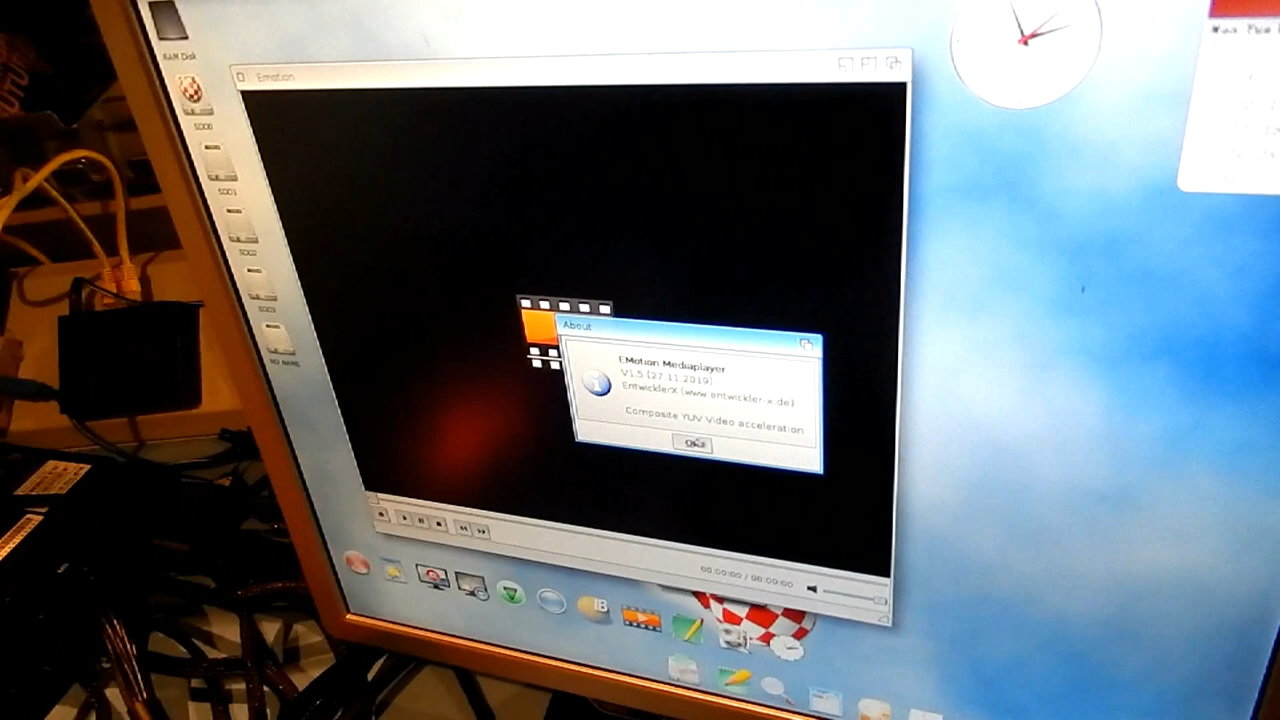 RAM Disk
Emotion
SDD0
SDD1
SDD2
SDD3
NO NAME
About
EMotion Mediaplayer
V1.5 (27.11.2019)
EntwicklerX (www.entwickler-x.de)
Composite YUV Video acceleration
00:00:00 / 00:00:00
IB